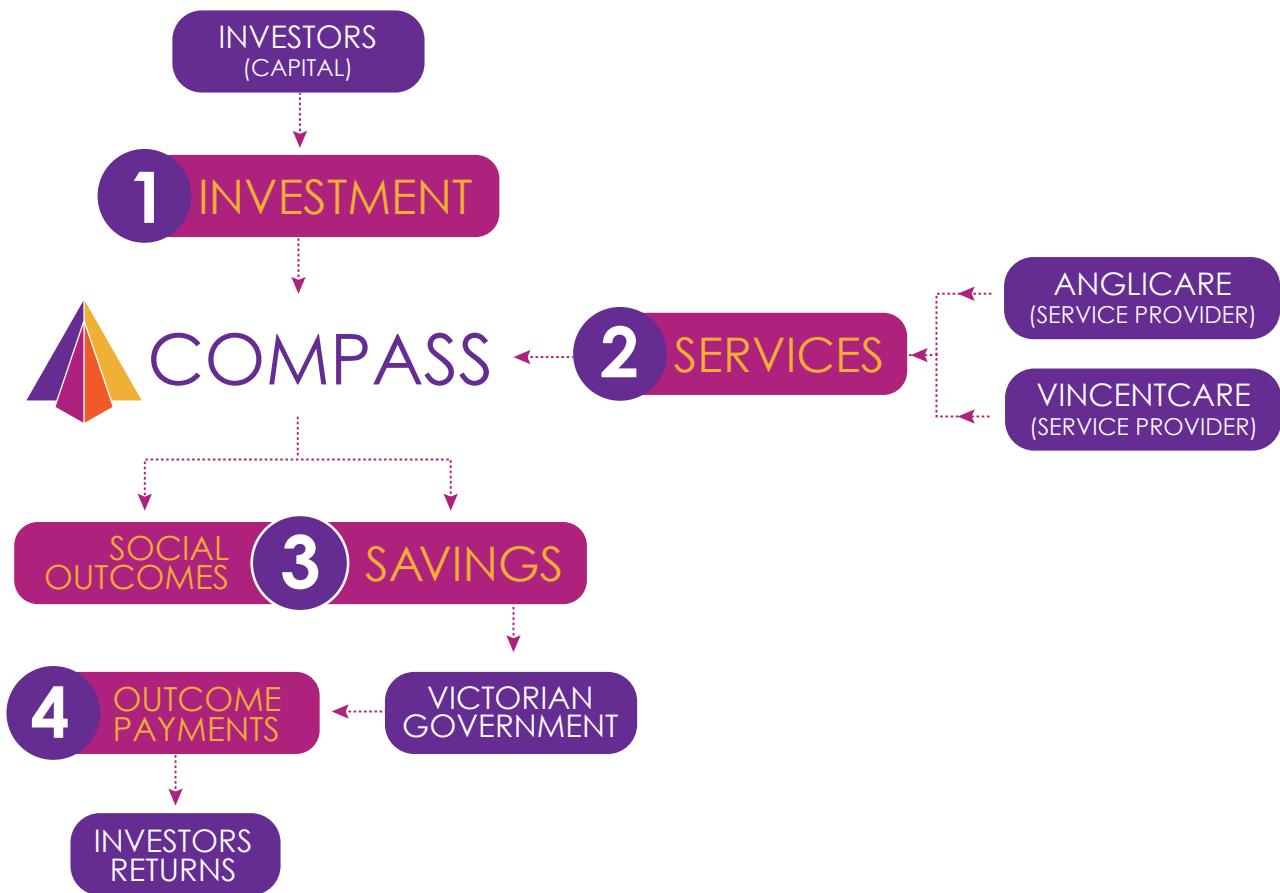 INVESTORS
(CAPITAL)
1 INVESTMENT
COMPASS
2 SERVICES
ANGLICARE
(SERVICE PROVIDER)
VINCENTCARE
(SERVICE PROVIDER)
SOCIAL
OUTCOMES
3 SAVINGS
4 OUTCOME
PAYMENTS
VICTORIAN
GOVERNMENT
INVESTORS
RETURNS